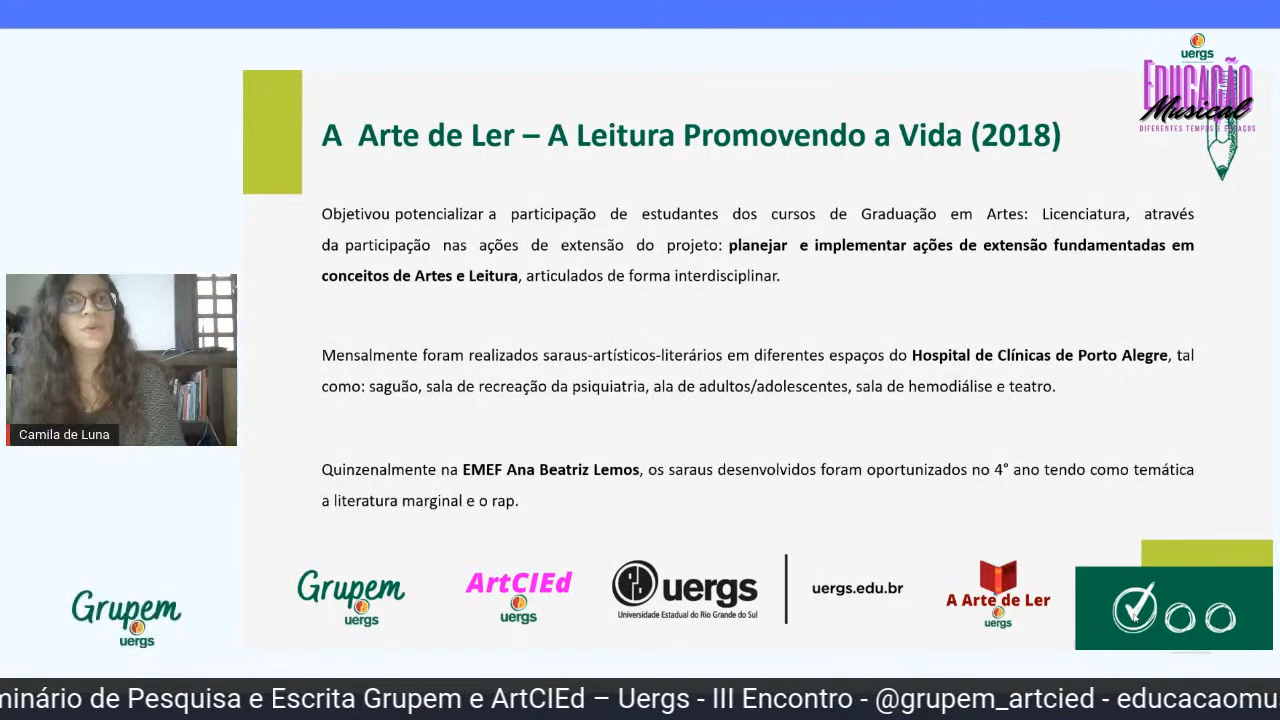 uergs
EDUCAÇÃO
Musical
DIFERENTES TEMPOS E ESPAÇOS
A Arte de Ler – A Leitura Promovendo a Vida (2018)
Objetivou potencializar a participação de estudantes dos cursos de Graduação em Artes: Licenciatura, através
da participação nas ações de extensão do projeto: planejar e implementar ações de extensão fundamentadas em
conceitos de Artes e Leitura, articulados de forma interdisciplinar.
Mensalmente foram realizados saraus-artísticos-literários em diferentes espaços do Hospital de Clínicas de Porto Alegre, tal
como: saguão, sala de recreação da psiquiatria, ala de adultos/adolescentes, sala de hemodiálise e teatro.
Camila de Luna
Quinzenalmente na EMEF Ana Beatriz Lemos, os saraus desenvolvidos foram oportunizados no 4° ano tendo como temática
a literatura marginal e o rap.
Grupem
uergs
Grupem
uergs
ArtCIEd
uergs
uergs
Universidade Estadual do Rio Grande do Sul
uergs.edu.br
A Arte de Ler
uergs
minário de Pesquisa e Escrita Grupem e ArtCIEd – Uergs - III Encontro - @grupem_artcied - educacaomu